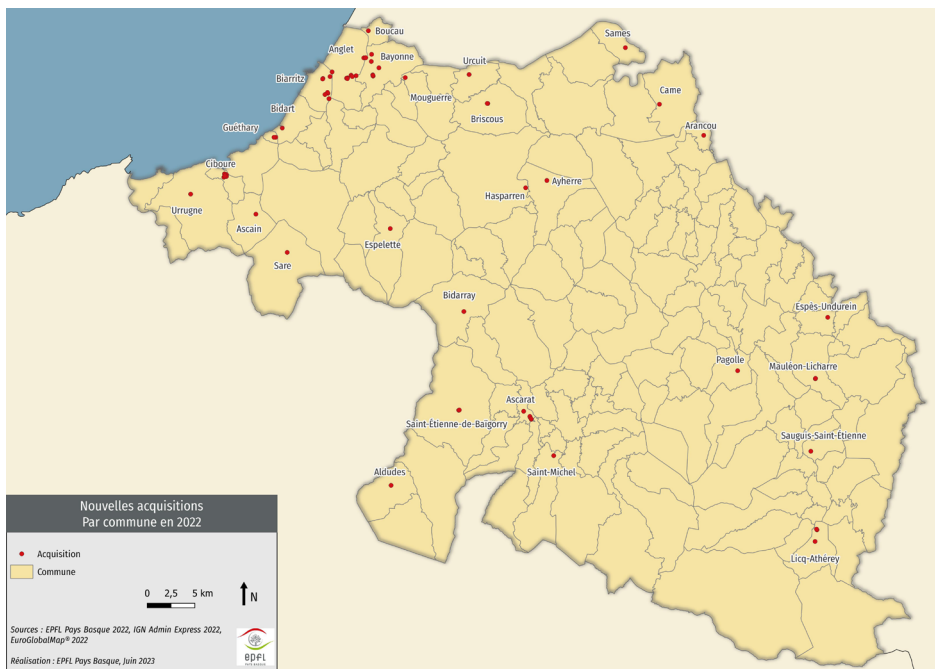 Boucau
Sames
Anglet
Bayonne
Urcuit
Biarritz
Came
Mouguerre
Bidart
Briscous
Guéthary
Arancou
Ciboure
Ayherre
Hasparren
Urrugne
Ascain
Espelette
Sare
Bidarray
Espès-Undurein
Pagolle
Mauléon-Licharre
Ascarat
Saint-Étienne-de-Baïgorry
Sauguis-Saint-Étienne
Aldudes
Saint-Michel
Licq-Athérey
Nouvelles acquisitions
Par commune en 2022
Acquisition
Commune
0 2,5 5 km
N
Sources : EPFL Pays Basque 2022, IGN Admin Express 2022,
EuroGlobalMap® 2022
Réalisation : EPFL Pays Basque, Juin 2023
epfl
PAYS BASQUE